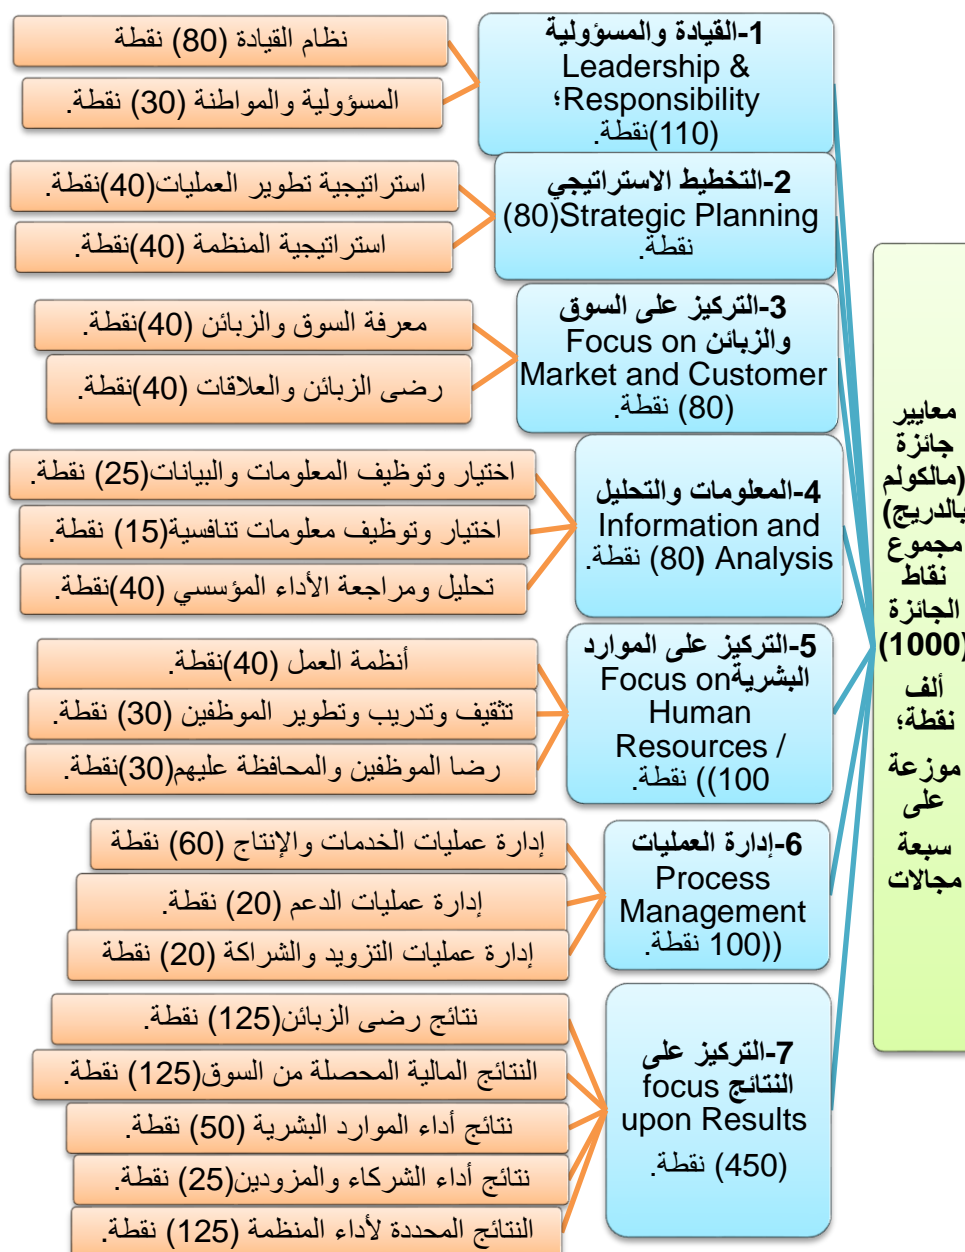 معايير
جائزة
(مالكولم
بالدريج)
مجموع
نقاط
الجائزة
(1000)
ألف
نقطة؛
موزعة
على
سبعة
مجالات
1-القيادة والمسؤولية
Leadership &
Responsibility؛
(110)نقطة.
نظام القيادة (80) نقطة
المسؤولية والمواطنة (30) نقطة.
2-التخطيط الاستراتيجي
Strategic Planning(80)
نقطة.
استراتيجية تطوير العمليات(40)نقطة.
استراتيجية المنظمة (40)نقطة.
3-التركيز على السوق
والزبائن Focus on
Market and Customer
(80) نقطة.
معرفة السوق والزبائن (40)نقطة.
رضى الزبائن والعلاقات (40)نقطة.
4-المعلومات والتحليل
Information and
Analysis (80) نقطة.
اختيار وتوظيف المعلومات والبيانات(25) نقطة.
اختيار وتوظيف معلومات تنافسية(15) نقطة.
تحليل ومراجعة الأداء المؤسسي (40)نقطة.
5-التركيز على الموارد
البشريةFocus on
Human
Resources /
100)) نقطة.
أنظمة العمل (40)نقطة.
تثقيف وتدريب وتطوير الموظفين (30) نقطة.
رضا الموظفين والمحافظة عليهم(30)نقطة.
6-إدارة العمليات
Process
Management
((100 نقطة.
إدارة عمليات الخدمات والإنتاج (60) نقطة
إدارة عمليات الدعم (20) نقطة.
إدارة عمليات التزويد والشراكة (20) نقطة
7-التركيز على
النتائج focus
upon Results
(450) نقطة.
نتائج رضى الزبائن(125) نقطة.
النتائج المالية المحصلة من السوق(125) نقطة.
نتائج أداء الموارد البشرية (50) نقطة.
نتائج أداء الشركاء والمزودين(25) نقطة.
النتائج المحددة لأداء المنظمة (125) نقطة.